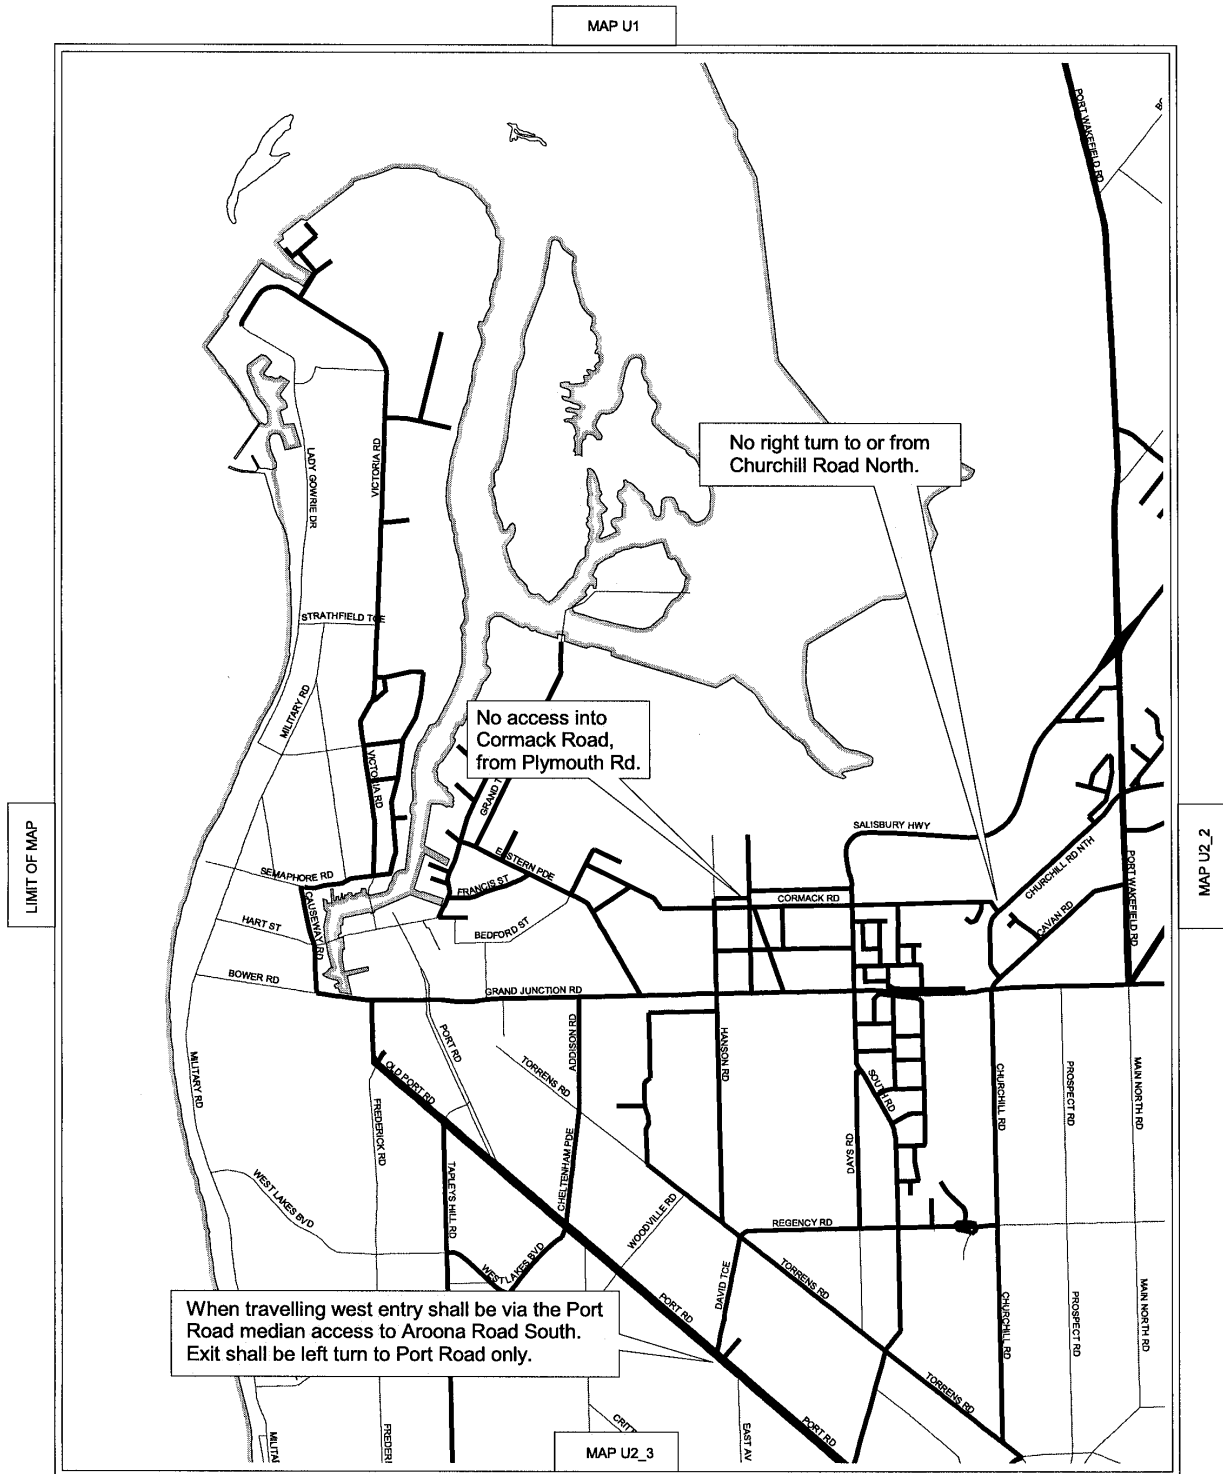 MAP U1
PORT WAKEFIELD RD
No right turn to or from
Churchill Road North.
LADY GOWRIE DR
VICTORIA RD
STRATHFIELD TCE
MILITARY RD
No access into
Cormack Road,
from Plymouth Rd.
VICTORIA RD
GRAND T
LIMIT OF MAP
MAP U2_2
SALISBURY HWY
SEMAPHORE RD
EASTERN PDE
FRANCIS ST
CHURCHILL RD NTH
PORT WAKEFIELD RD
CORMACK RD
CAUSEWAY RD
HART ST
BEDFORD ST
CAVAN RD
BOWER RD
GRAND JUNCTION RD
PORT RD
ADDISON RD
HANSON RD
TORRENS RD
MILITARY RD
OLD PORT RD
FREDERICK RD
SOUTH RD
CHURCHILL RD
PROSPECT RD
MAIN NORTH RD
CHELTENHAM PDE
DAYS RD
TAPLEYS HILL RD
WEST LAKES BVD
WOODVILLE RD
REGENCY RD
WEST LAKES BVD
DAVID TCE
TORRENS RD
PORT RD
CHURCHILL RD
PROSPECT RD
MAIN NORTH RD
When travelling west entry shall be via the Port
Road median access to Aroona Road South.
Exit shall be left turn to Port Road only.
TORRENS RD
PORT RD
CRITT
EAST AV
MILITA
FREDERI
MAP U2_3